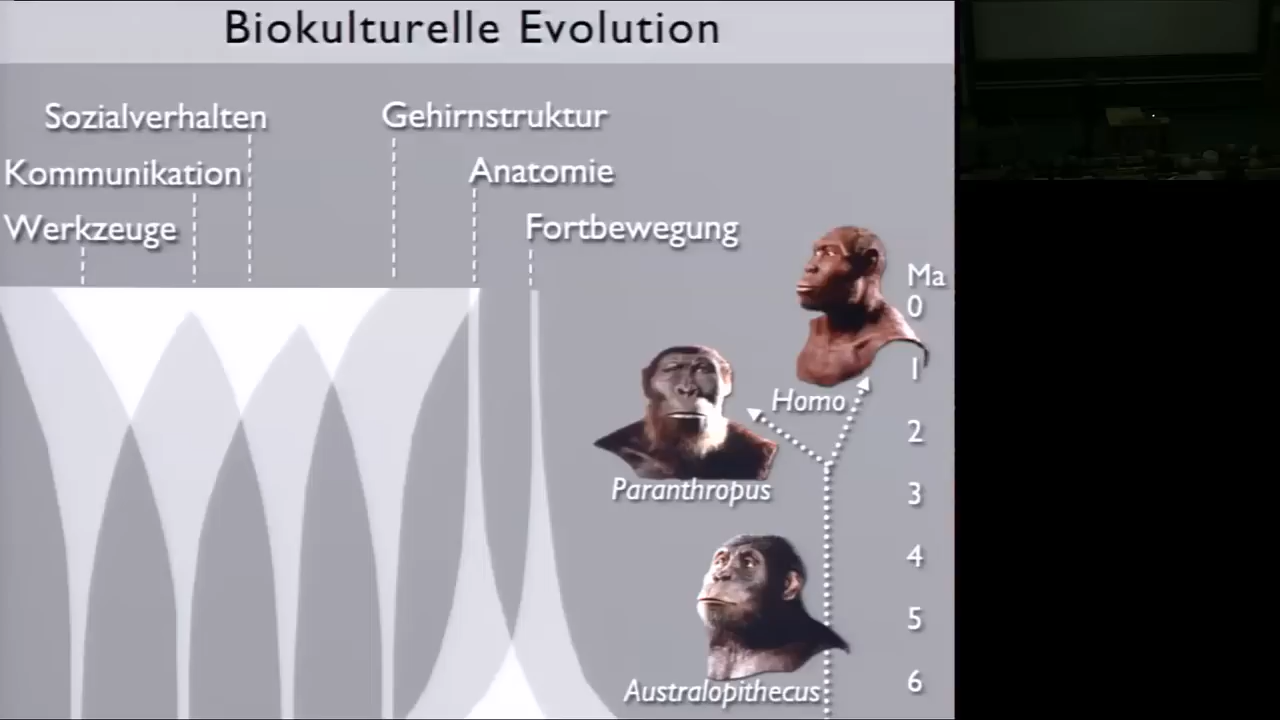 Biokulturelle Evolution
Sozialverhalten
Gehirnstruktur
Kommunikation
Anatomie
Werkzeuge
Fortbewegung
Ma
0
1
Homo
2
Paranthropus
3
4
5
Australopithecus
6